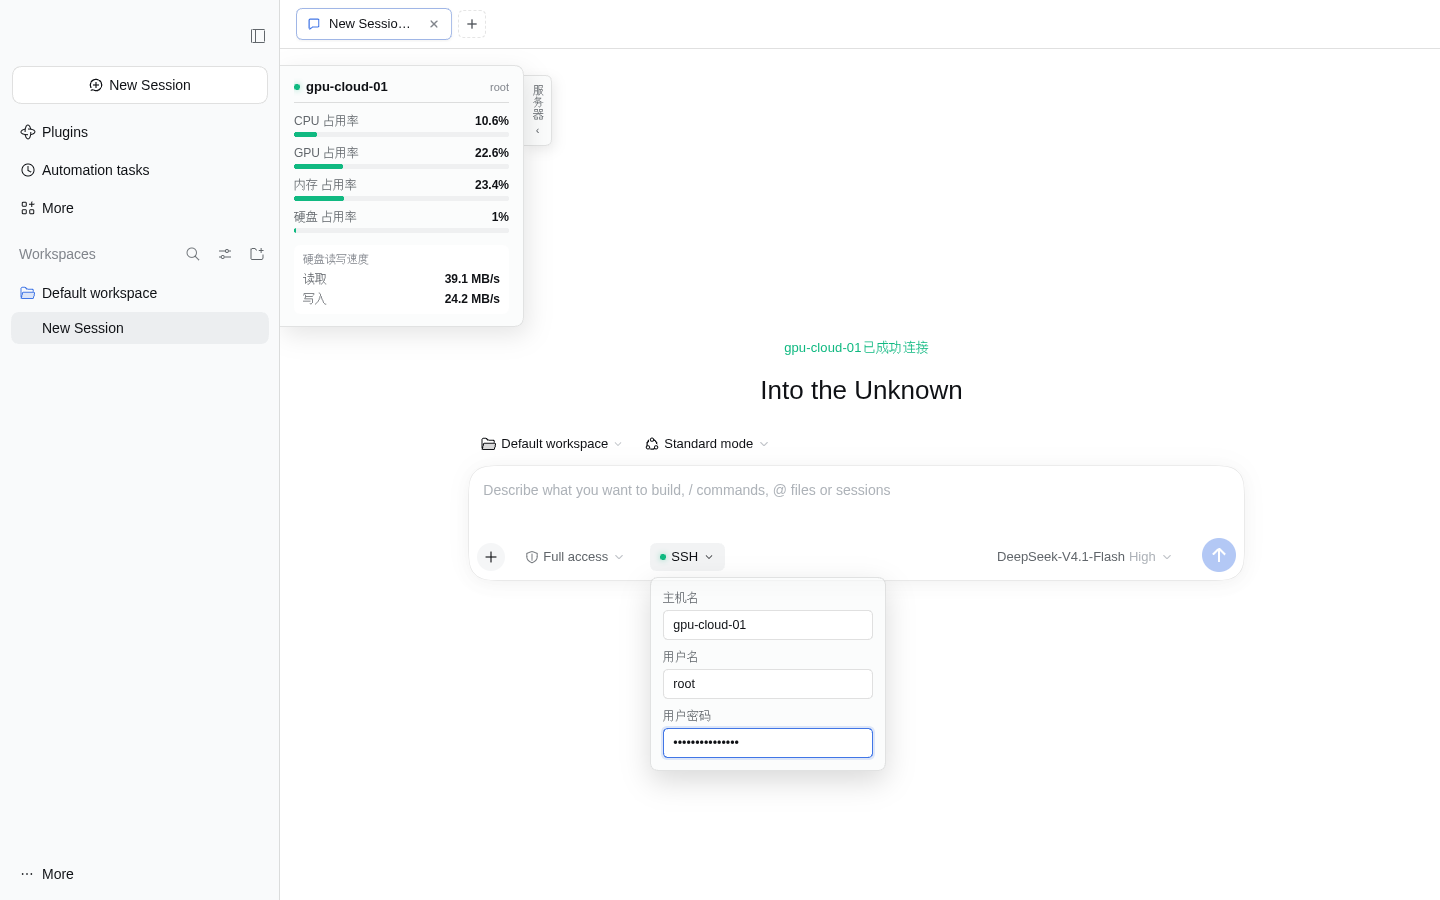 New Session
Plugins
Automation tasks
More
Workspaces
Default workspace
New Session
More
New Sessio…
gpu-cloud-01 root
CPU 占用率 10.6%
GPU 占用率 22.6%
内存 占用率 23.4%
硬盘 占用率 1%
硬盘读写速度
读取 39.1 MB/s
写入 24.2 MB/s
服务器
gpu-cloud-01已成功连接
Into the Unknown
Default workspace Standard mode
Describe what you want to build, / commands, @ files or sessions
Full access SSH DeepSeek-V4.1-Flash High
主机名
gpu-cloud-01
用户名
root
用户密码
•••••••••••••••